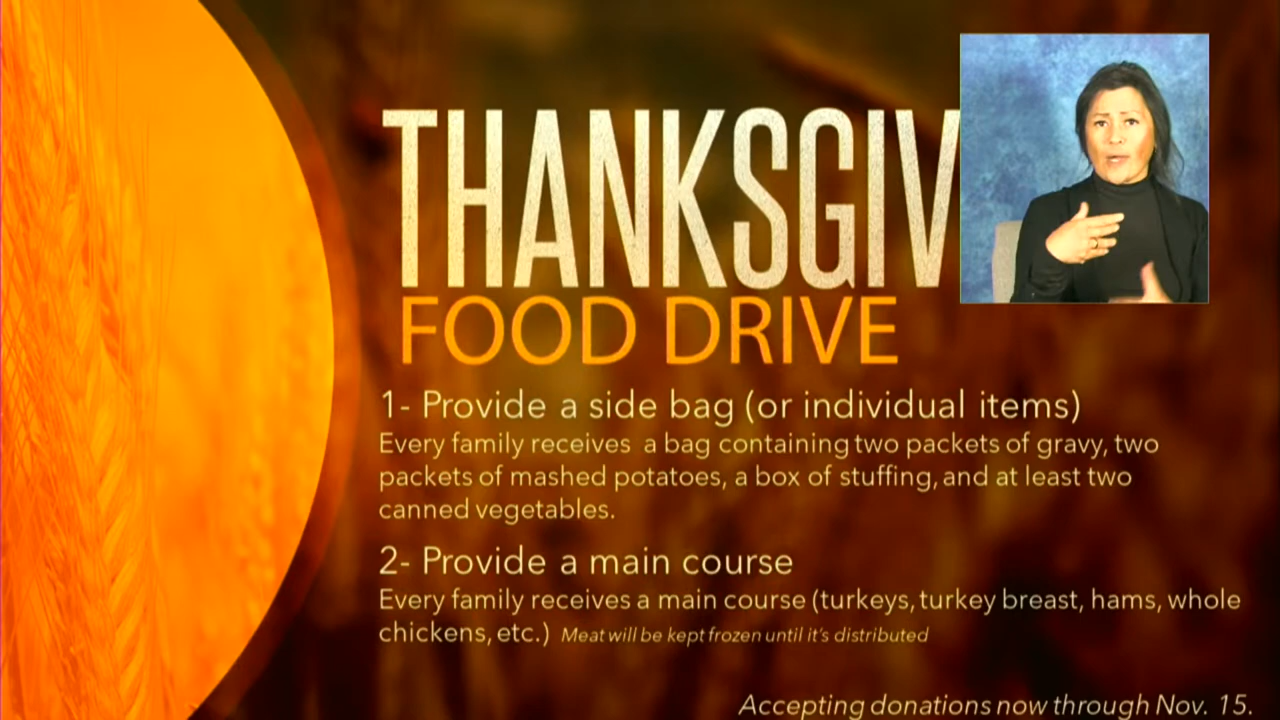 THANKSGIV
FOOD DRIVE
1- Provide a side bag (or individual items)
Every family receives a bag containing two packets of gravy, two
packets of mashed potatoes, a box of stuffing, and at least two
canned vegetables.
2- Provide a main course
Every family receives a main course (turkeys, turkey breast, hams, whole
chickens, etc.) Meat will be kept frozen until it's distributed
Accepting donations now through Nov. 15.